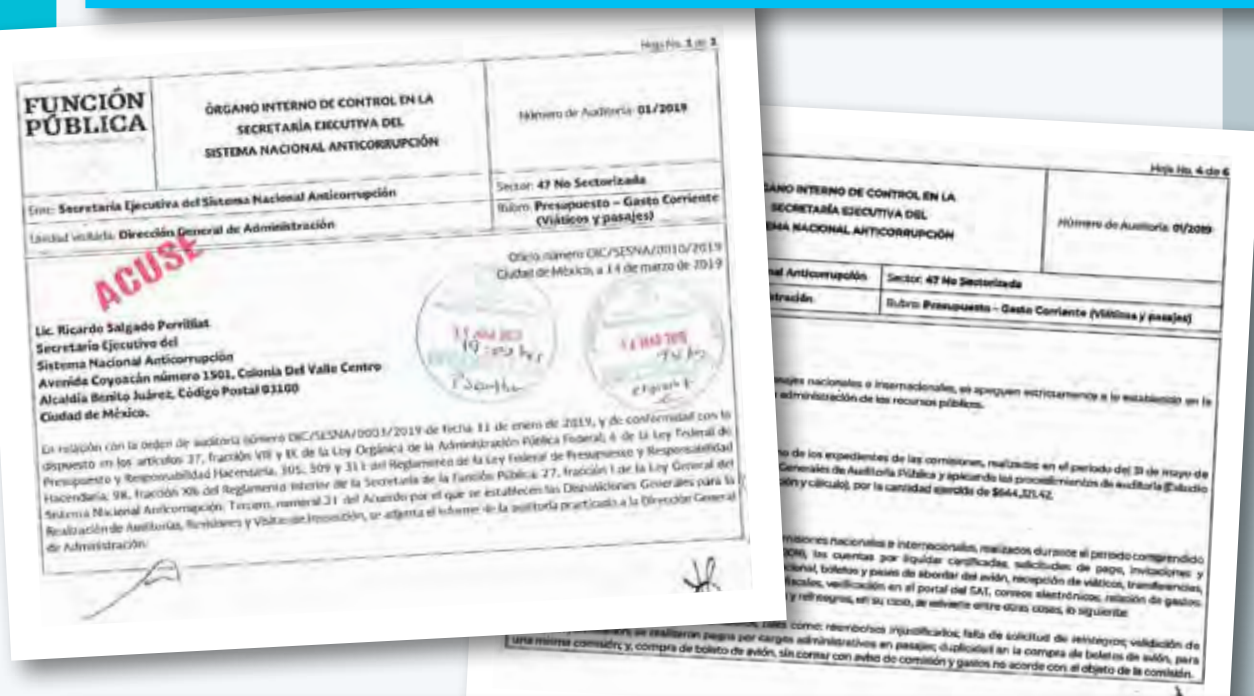 Hoja No. 1 de 3
FUNCIÓN
PÚBLICA
ÓRGANO INTERNO DE CONTROL EN LA
SECRETARÍA EJECUTIVA DEL
SISTEMA NACIONAL ANTICORRUPCIÓN
Número de Auditoría: 01/2019
Ente: Secretaría Ejecutiva del Sistema Nacional Anticorrupción
Sector: 47 No Sectorizada
Unidad visitada: Dirección General de Administración
Rubro: Presupuesto – Gasto Corriente
(Viáticos y pasajes)
ACUSE
Oficio número OIC/SESNA/0010/2019
Ciudad de México, a 14 de marzo de 2019
Lic. Ricardo Salgado Perrilliat
Secretario Ejecutivo del
Sistema Nacional Anticorrupción
Avenida Coyoacán número 1501, Colonia Del Valle Centro
Alcaldía Benito Juárez, Código Postal 03100
Ciudad de México.
En relación con la orden de auditoría número OIC/SESNA/0003/2019 de fecha 11 de enero de 2019, y de conformidad con lo
dispuesto en los artículos 37, fracción VIII y IX de la Ley Orgánica de la Administración Pública Federal; 6 de la Ley Federal de
Presupuesto y Responsabilidad Hacendaria; 305, 309 y 311 del Reglamento de la Ley Federal de Presupuesto y Responsabilidad
Hacendaria; 98, fracción del Reglamento Interior de la Secretaría de la Función Pública; 27, fracción I de la Ley General del
Sistema Nacional Anticorrupción; Tercero, numeral 21 del Acuerdo por el que se establecen las Disposiciones Generales para la
Realización de Auditorías, Revisiones y Visitas de Inspección, se adjunta el informe de la auditoría practicada a la Dirección General
de Administración.
Hoja No. 4 de 6
GANO INTERNO DE CONTROL EN LA
SECRETARÍA EJECUTIVA DEL
EMA NACIONAL ANTICORRUPCIÓN
Número de Auditoría: 01/2019
nal Anticorrupción
Sector: 47 No Sectorizada
stración
Rubro: Presupuesto – Gasto Corriente (Viáticos y pasajes)
nacionales e internacionales, se apeguen estrictamente a lo establecido en la
administración de los recursos públicos.
de los expedientes de las comisiones, realizadas en el periodo del 31 de mayo de
Generales de Auditoría Pública y aplicando los procedimientos de auditoría (Estudio
ón y cálculo), por la cantidad ejercida de
misiones nacionales e internacionales, realizados durante el periodo comprendido
las cuentas por liquidar certificadas, solicitudes de pago, invitaciones y
cional, boletos y pases de abordar del avión, recepción de viáticos, transferencias,
fiscales, verificación en el portal del SAT, correos electrónicos, relación de gastos
y reintegros, en su caso, se advierte entre otras cosas, lo siguiente:
tales como: reembolsos injustificados; falta de solicitud de reintegros; validación de
se realizaron pagos por cargos administrativos en pasajes; duplicidad en la compra de boletos de avión, para
una misma comisión; y, compra de boleto de avión, sin contar con aviso de comisión y gastos no acorde con el objeto de la comisión.